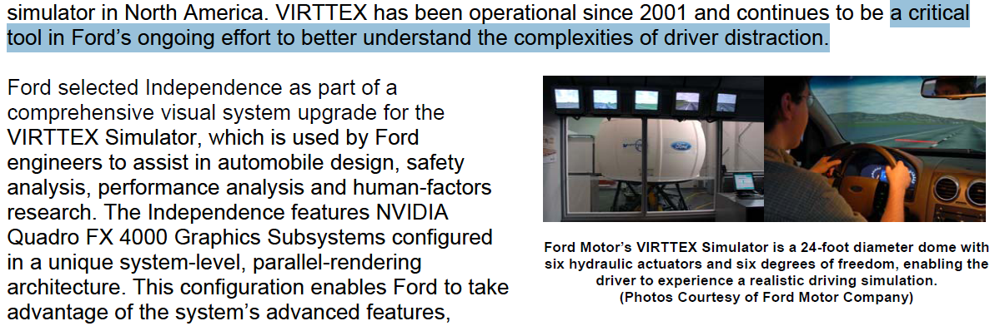 simulator in North America. VIRTTEX has been operational since 2001 and continues to be a critical
tool in Ford’s ongoing effort to better understand the complexities of driver distraction.
Ford selected Independence as part of a
comprehensive visual system upgrade for the
VIRTTEX Simulator, which is used by Ford
engineers to assist in automobile design, safety
analysis, performance analysis and human-factors
research. The Independence features NVIDIA
Quadro FX 4000 Graphics Subsystems configured
in a unique system-level, parallel-rendering
architecture. This configuration enables Ford to take
advantage of the system’s advanced features,
Ford
Ford Motor’s VIRTTEX Simulator is a 24-foot diameter dome with
six hydraulic actuators and six degrees of freedom, enabling the
driver to experience a realistic driving simulation.
(Photos Courtesy of Ford Motor Company)